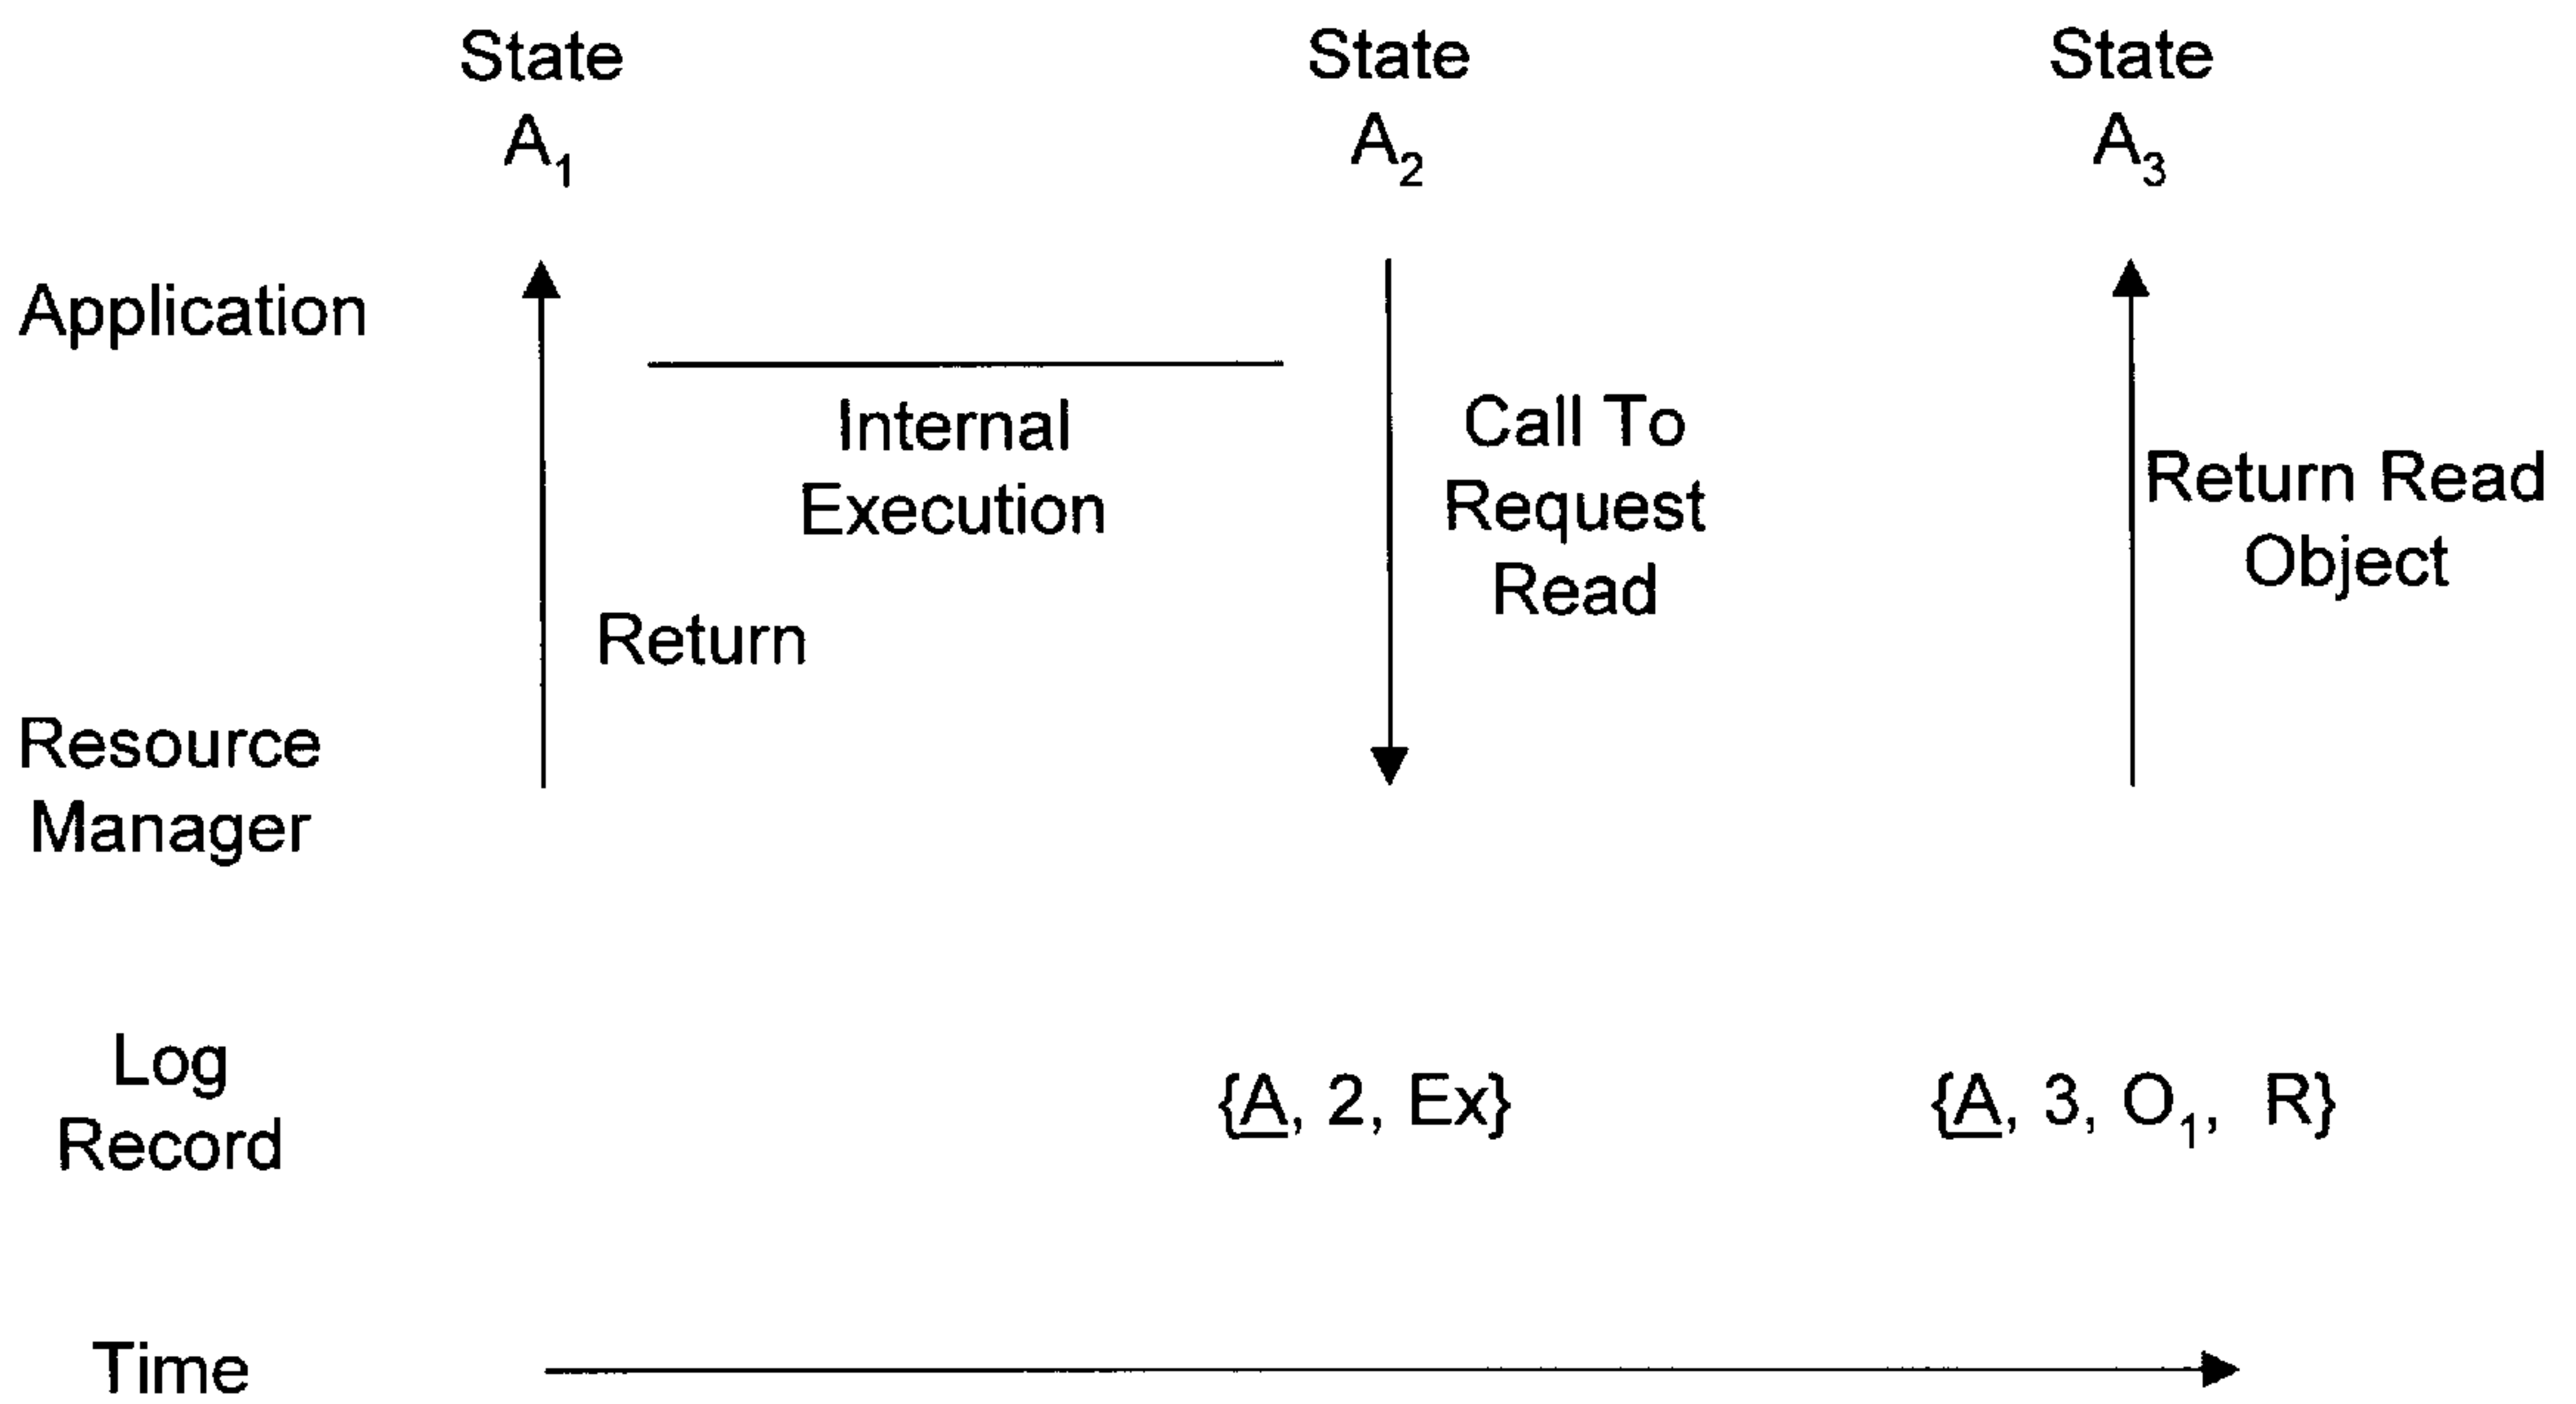 State
A₁
State
A₂
State
A₃
Application
Internal
Execution
Call To
Request
Read
Return Read
Object
Return
Resource
Manager
Log
Record
{A, 2, Ex}
{A, 3, O₁, R}
Time